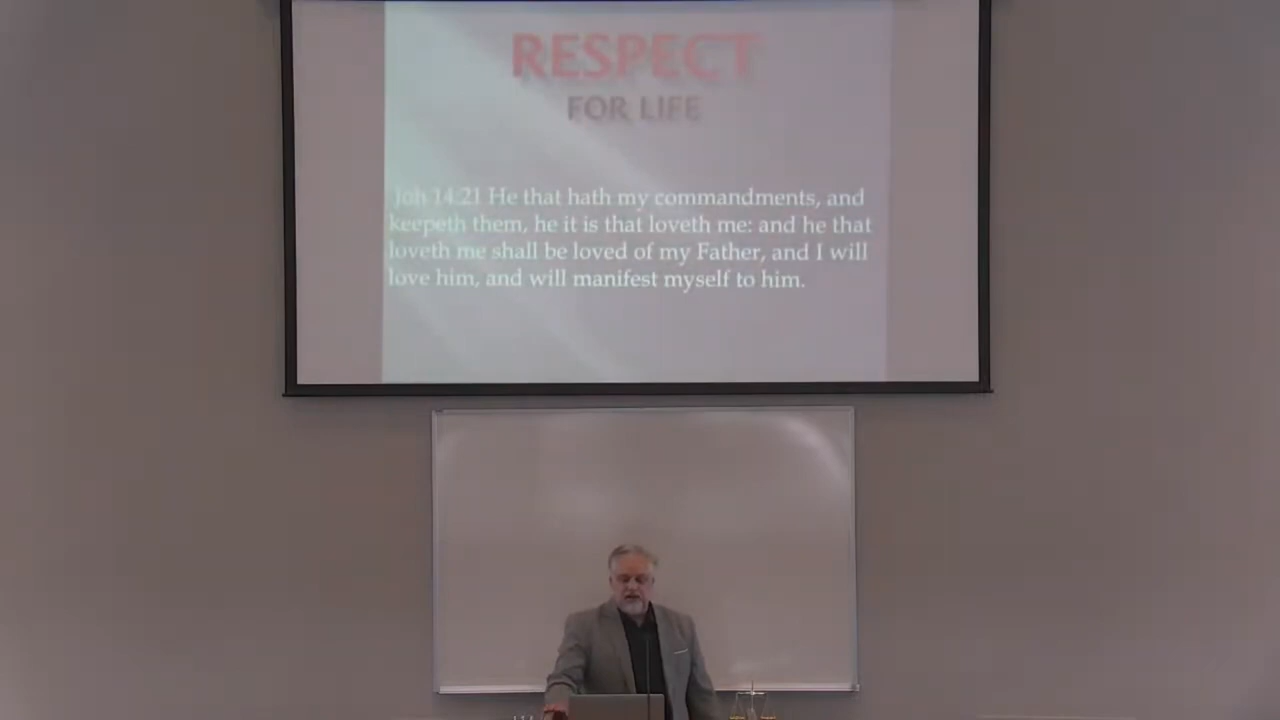 RESPECT
FOR LIFE
Joh 14:21 He that hath my commandments, and
keepeth them, he it is that loveth me: and he that
loveth me shall be loved of my Father, and I will
love him, and will manifest myself to him.